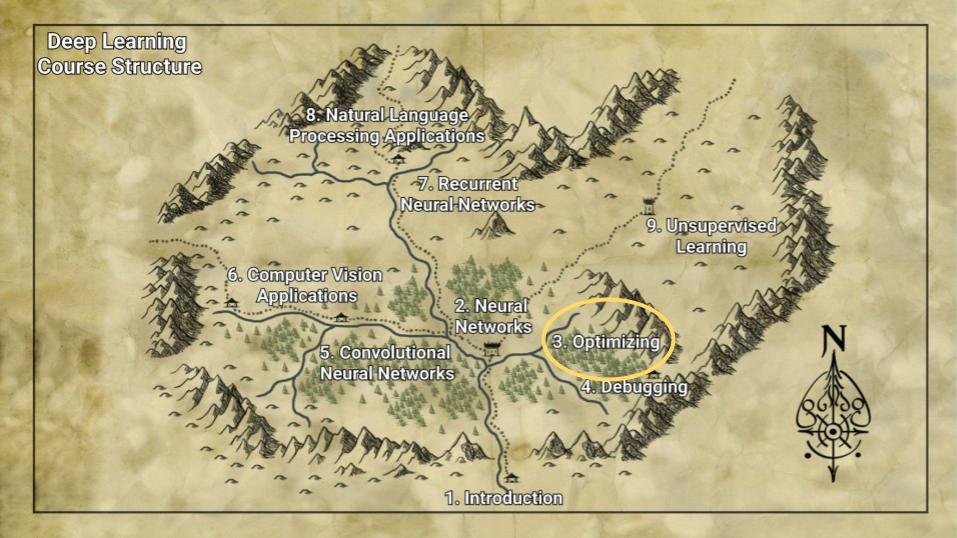 Deep Learning
Course Structure
8. Natural Language
Processing Applications
7. Recurrent
Neural Networks
9. Unsupervised
Learning
6. Computer Vision
Applications
2. Neural
Networks
3. Optimizing
5. Convolutional
Neural Networks
4. Debugging
1. Introduction
N